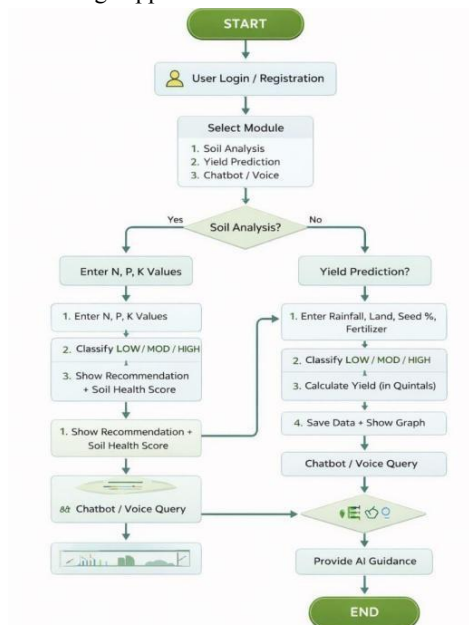 START
User Login / Registration
Select Module
1. Soil Analysis
2. Yield Prediction
3. Chatbot / Voice
Yes
Soil Analysis?
No
Enter N, P, K Values
1. Enter N, P, K Values
2. Classify LOW / MOD / HIGH
3. Show Recommendation
+ Soil Health Score
1. Show Recommendation +
Soil Health Score
&& Chatbot / Voice Query
Yield Prediction?
1. Enter Rainfall, Land, Seed %,
Fertilizer
2. Classify LOW / MOD / HIGH
3. Calculate Yield (in Quintals)
4. Save Data + Show Graph
Chatbot / Voice Query
Provide AI Guidance
END